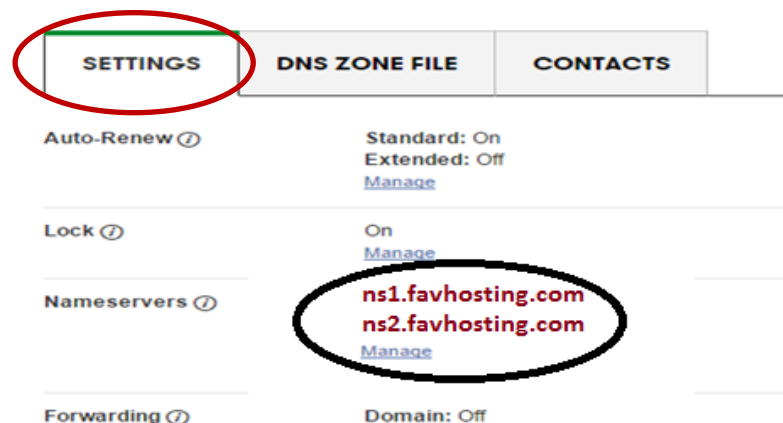 SETTINGS DNS ZONE FILE CONTACTS
Auto-Renew Standard: On
Extended: Off
Manage
Lock On
Manage
Nameservers ns1.favhosting.com
ns2.favhosting.com
Manage
Forwarding Domain: Off